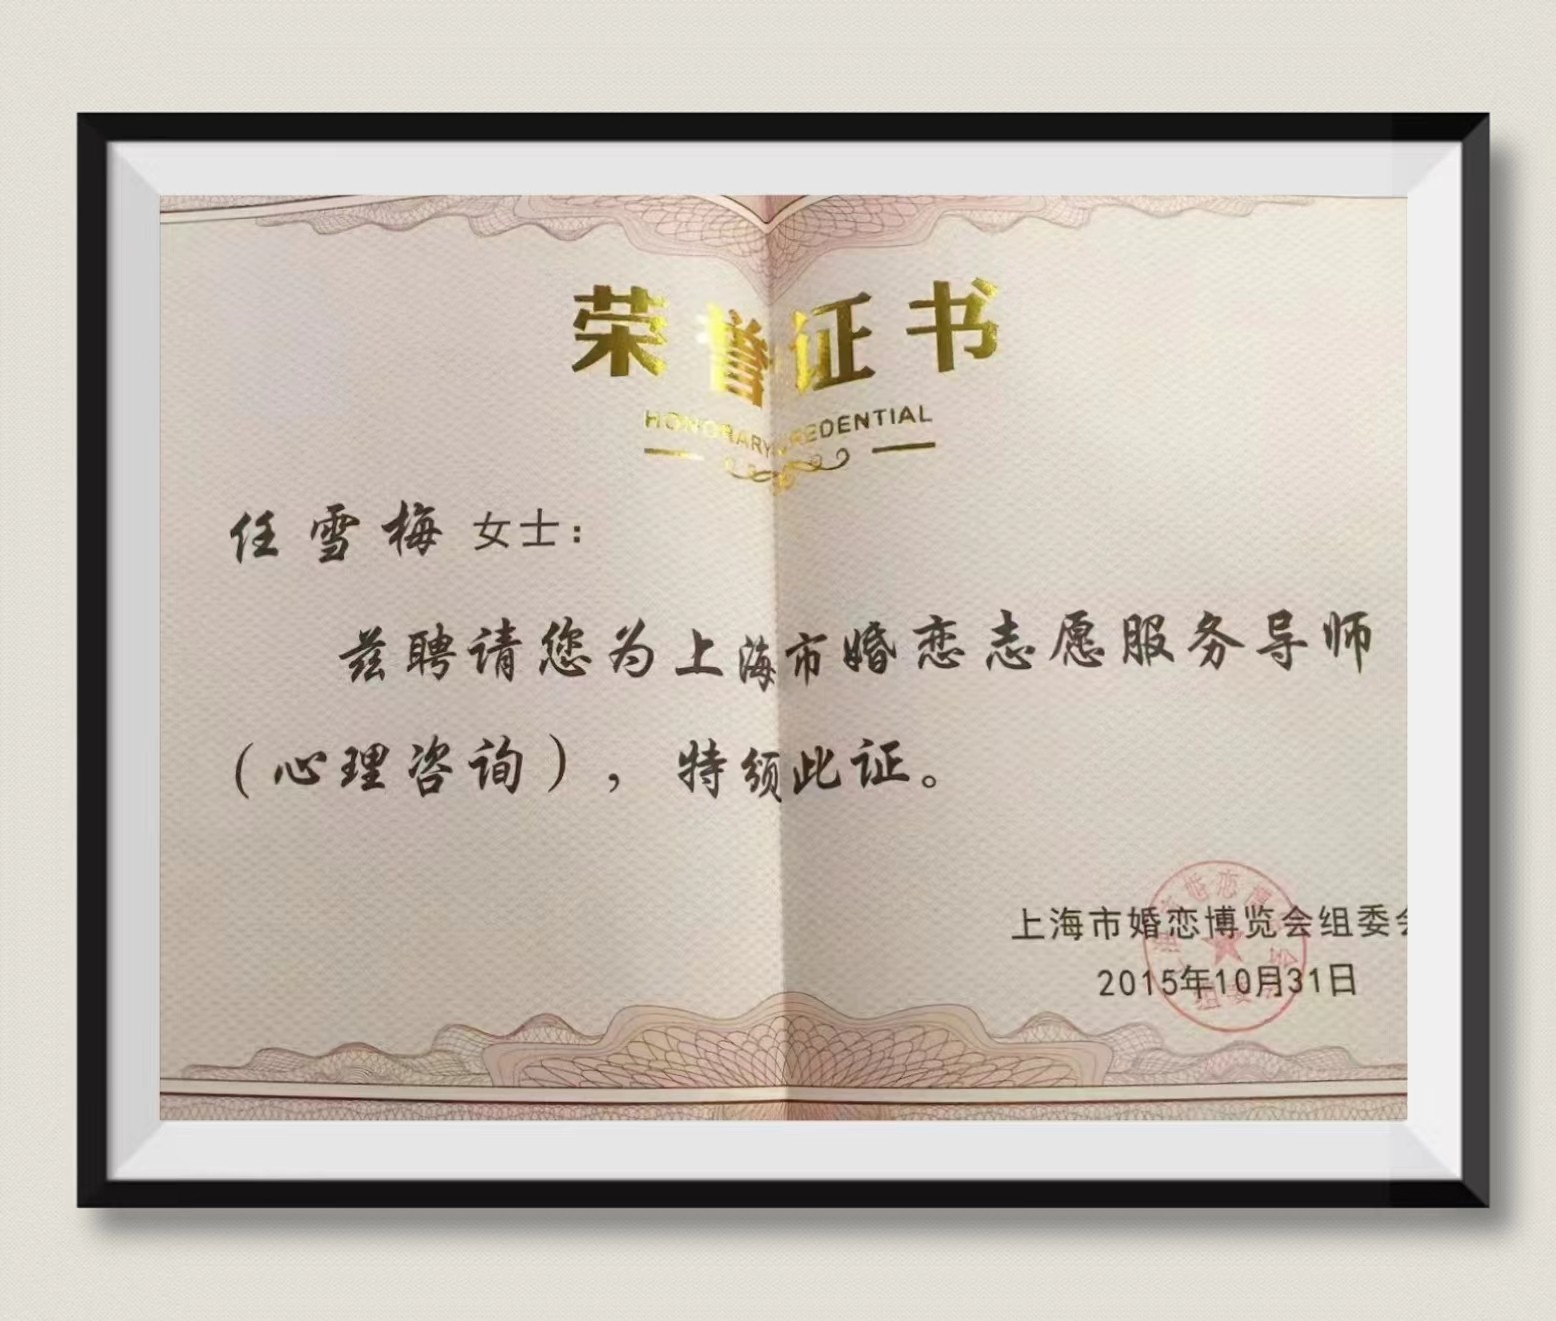 荣誉证书
HONORARY CREDENTIAL
任雪梅 女士：
兹聘请您为上海市婚恋志愿服务导师
（心理咨询），特颁此证。
上海市婚恋博览会组委会
2015年10月31日